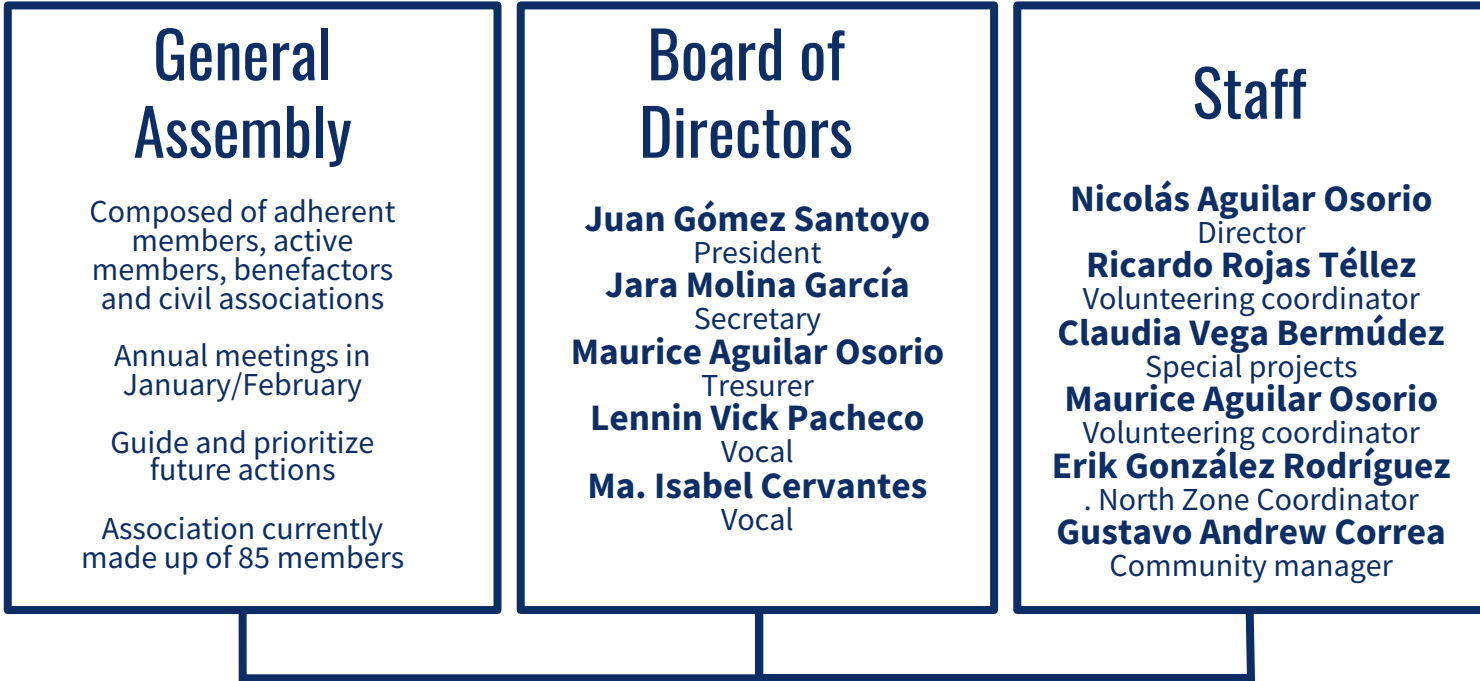 General
Assembly
Composed of adherent
members, active
members, benefactors
and civil associations
Annual meetings in
January/February
Guide and prioritize
future actions
Association currently
made up of 85 members
Board of
Directors
Juan Gómez Santoyo
President
Jara Molina García
Secretary
Maurice Aguilar Osorio
Tresurer
Lennin Vick Pacheco
Vocal
Ma. Isabel Cervantes
Vocal
Staff
Nicolás Aguilar Osorio
Director
Ricardo Rojas Téllez
Volunteering coordinator
Claudia Vega Bermúdez
Special projects
Maurice Aguilar Osorio
Volunteering coordinator
Erik González Rodríguez
. North Zone Coordinator
Gustavo Andrew Correa
Community manager